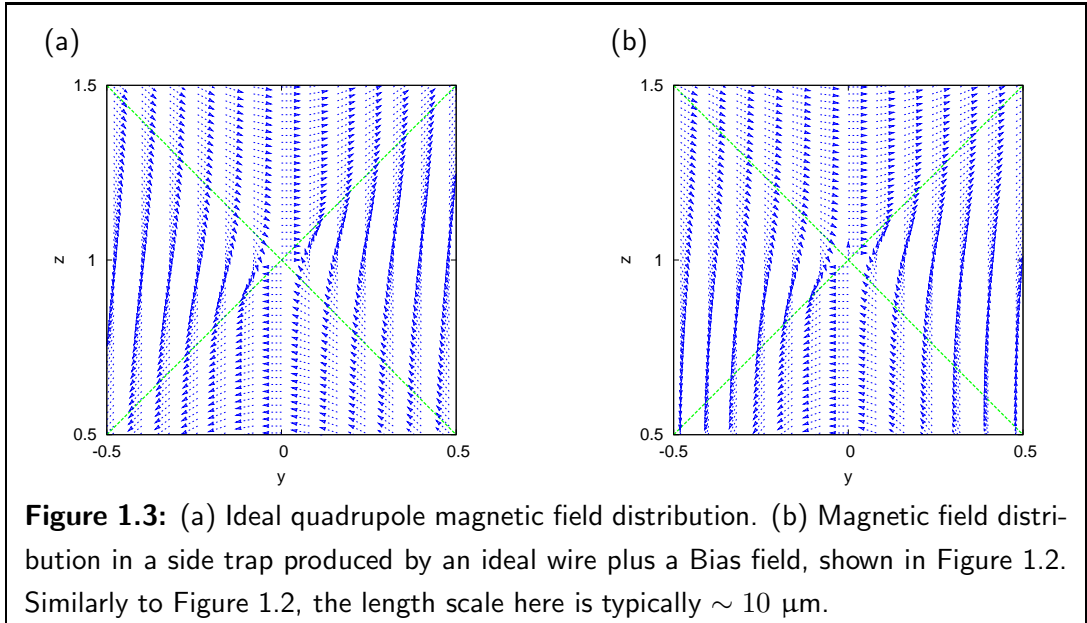 (a)
(b)
1.5
1
0.5
z
-0.5
0
0.5
y
1.5
1
0.5
z
-0.5
0
0.5
y
Figure 1.3: (a) Ideal quadrupole magnetic field distribution. (b) Magnetic field distri-
bution in a side trap produced by an ideal wire plus a Bias field, shown in Figure 1.2.
Similarly to Figure 1.2, the length scale here is typically ∼ 10 µm.